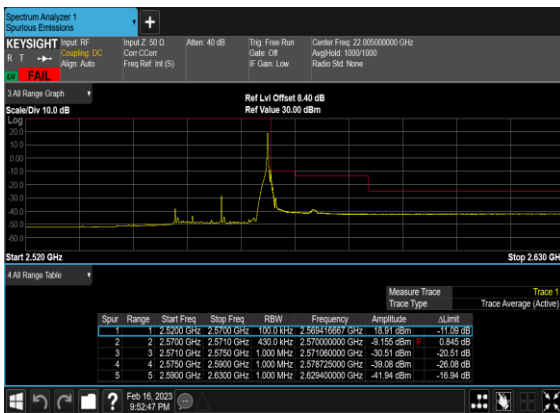 Spectrum Analyzer 1
Spurious Emissions
+
KEYSIGHT Input: RF Input Z: 50 Ω Atten: 40 dB Trig: Free Run Center Freq: 22.005000000 GHz
R T Coupling: DC Corr CCorr Gate: Off Avg|Hold: 1000/1000
Align: Auto Freq Ref: Int (S) IF Gain: Low Radio Std: None
LV FAIL
3 All Range Graph
Ref Lvl Offset 8.40 dB
Scale/Div 10.0 dB Ref Value 30.00 dBm
Log
20.0
10.0
0.00
-10.0
-20.0
-30.0
-40.0
-50.0
-60.0
Start 2.520 GHz Stop 2.630 GH
4 All Range Table
Measure Trace Trace 1
Trace Type Trace Average (Active)
Spur Range Start Freq Stop Freq RBW Frequency Amplitude ΔLimit
1 1 2.5200 GHz 2.5700 GHz 100.0 kHz 2.569416667 GHz 18.91 dBm -11.09 dB
2 2 2.5700 GHz 2.5710 GHz 430.0 kHz 2.570000000 GHz -9.155 dBm F 0.845 dB
3 3 2.5710 GHz 2.5750 GHz 1.000 MHz 2.571060000 GHz -30.51 dBm -20.51 dB
4 4 2.5750 GHz 2.5900 GHz 1.000 MHz 2.578725000 GHz -39.08 dBm -26.08 dB
5 5 2.5900 GHz 2.6300 GHz 1.000 MHz 2.629400000 GHz -41.94 dBm -16.94 dB
? Feb 16, 2023
9:52:47 PM